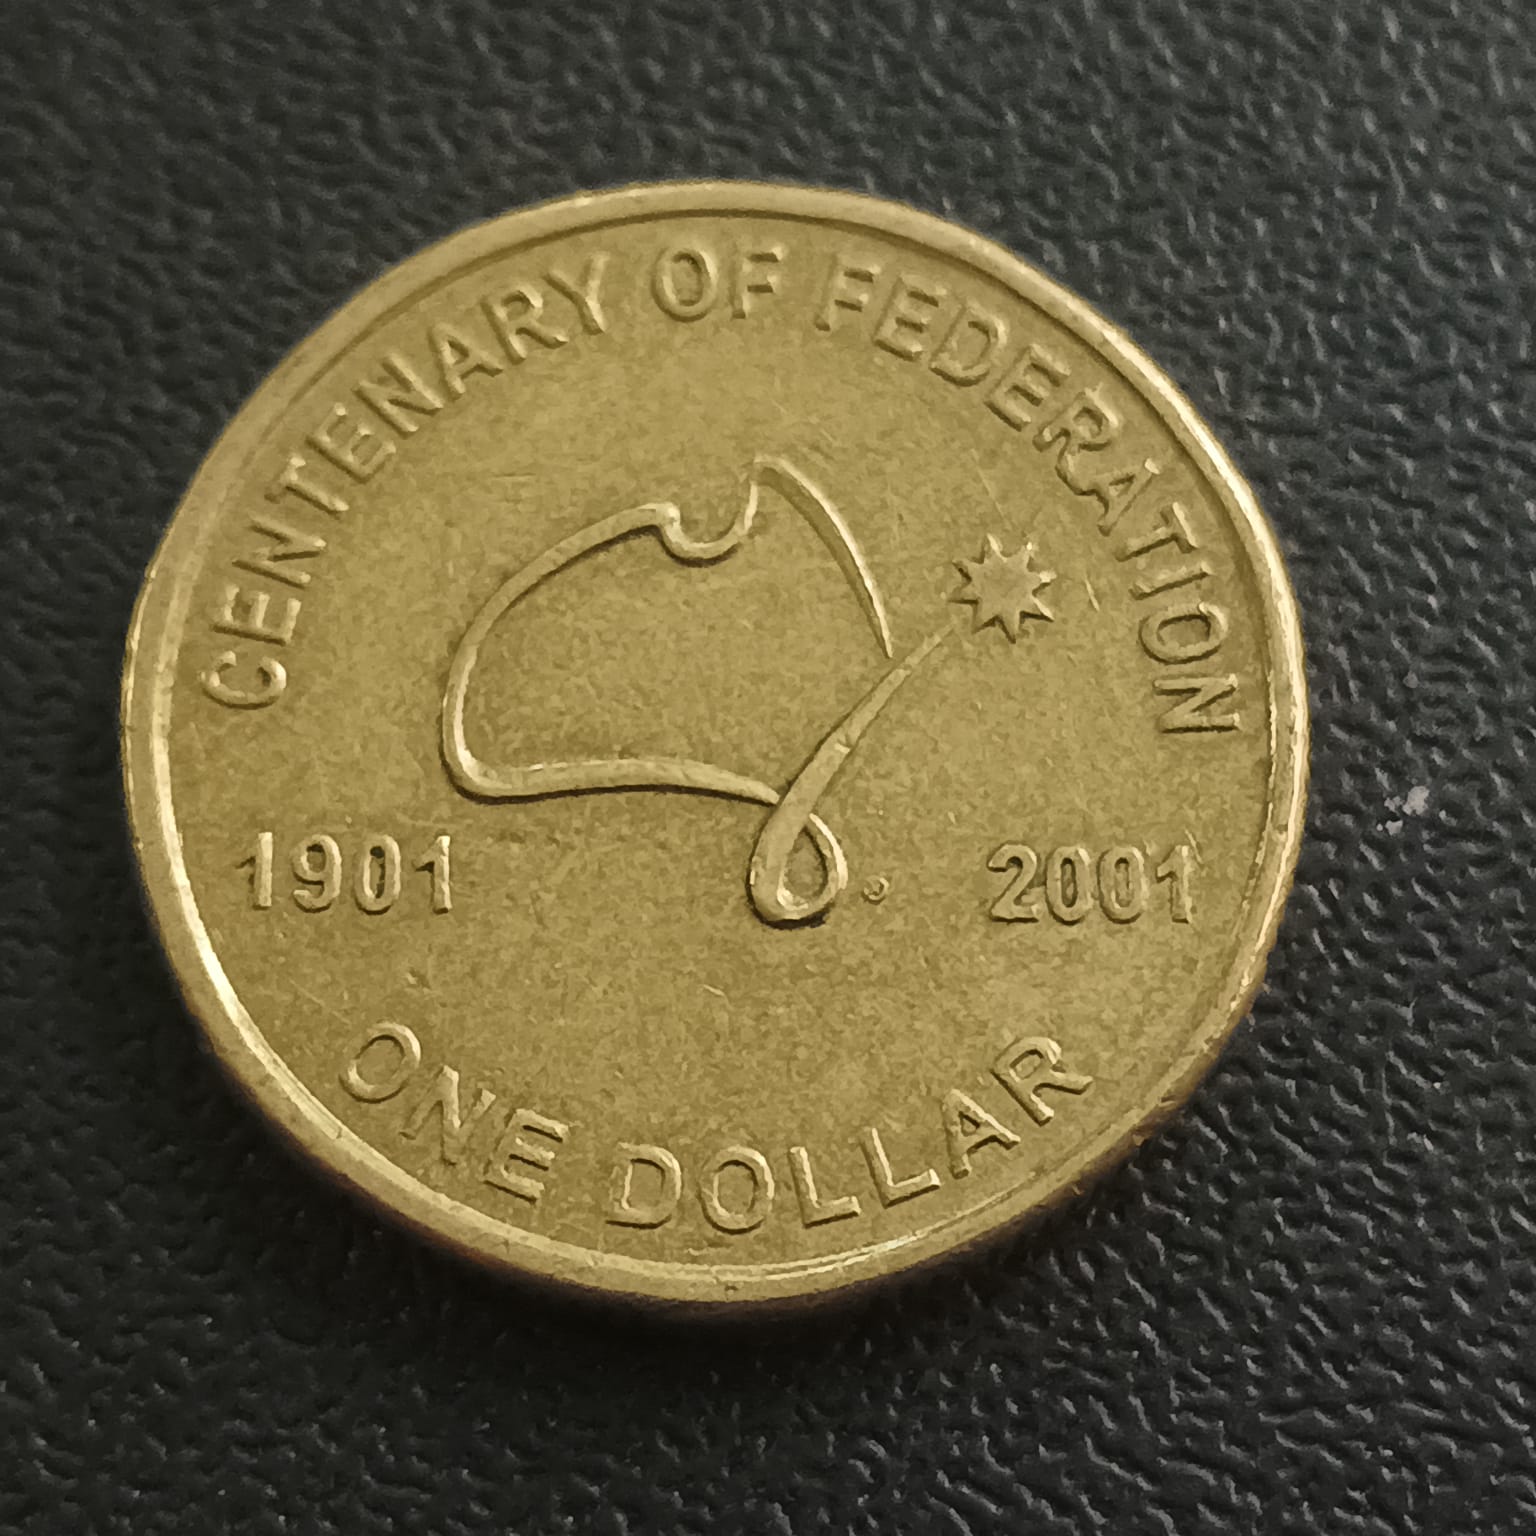 CENTENARY OF FEDERATION
1901 2001
ONE DOLLAR